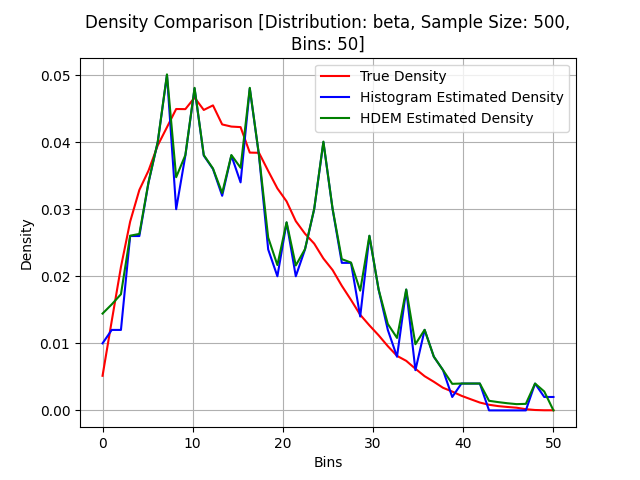 Density Comparison [Distribution: beta, Sample Size: 500,
Bins: 50]
True Density
Histogram Estimated Density
HDEM Estimated Density
Density
0.05
0.04
0.03
0.02
0.01
0.00
0 10 20 30 40 50
Bins